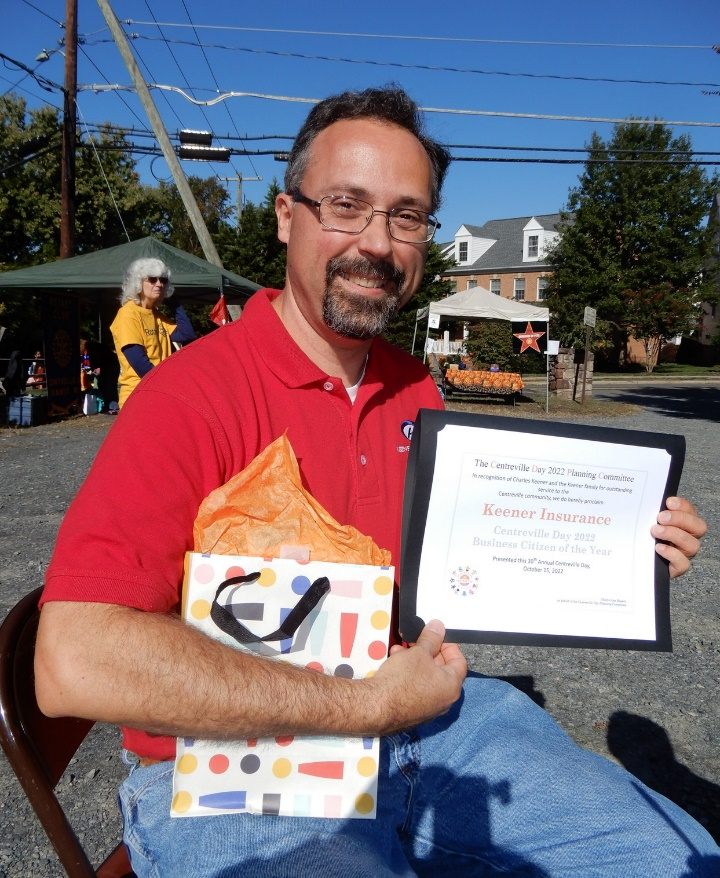 The Centreville Day 2022 Planning Committee
In recognition of Charles Keener and the Keener family for outstanding
service to the
Centreville community, we do hereby proclaim
Keener Insurance
Centreville Day 2022
Business Citizen of the Year
Presented this 30th Annual Centreville Day,
October 15, 2022